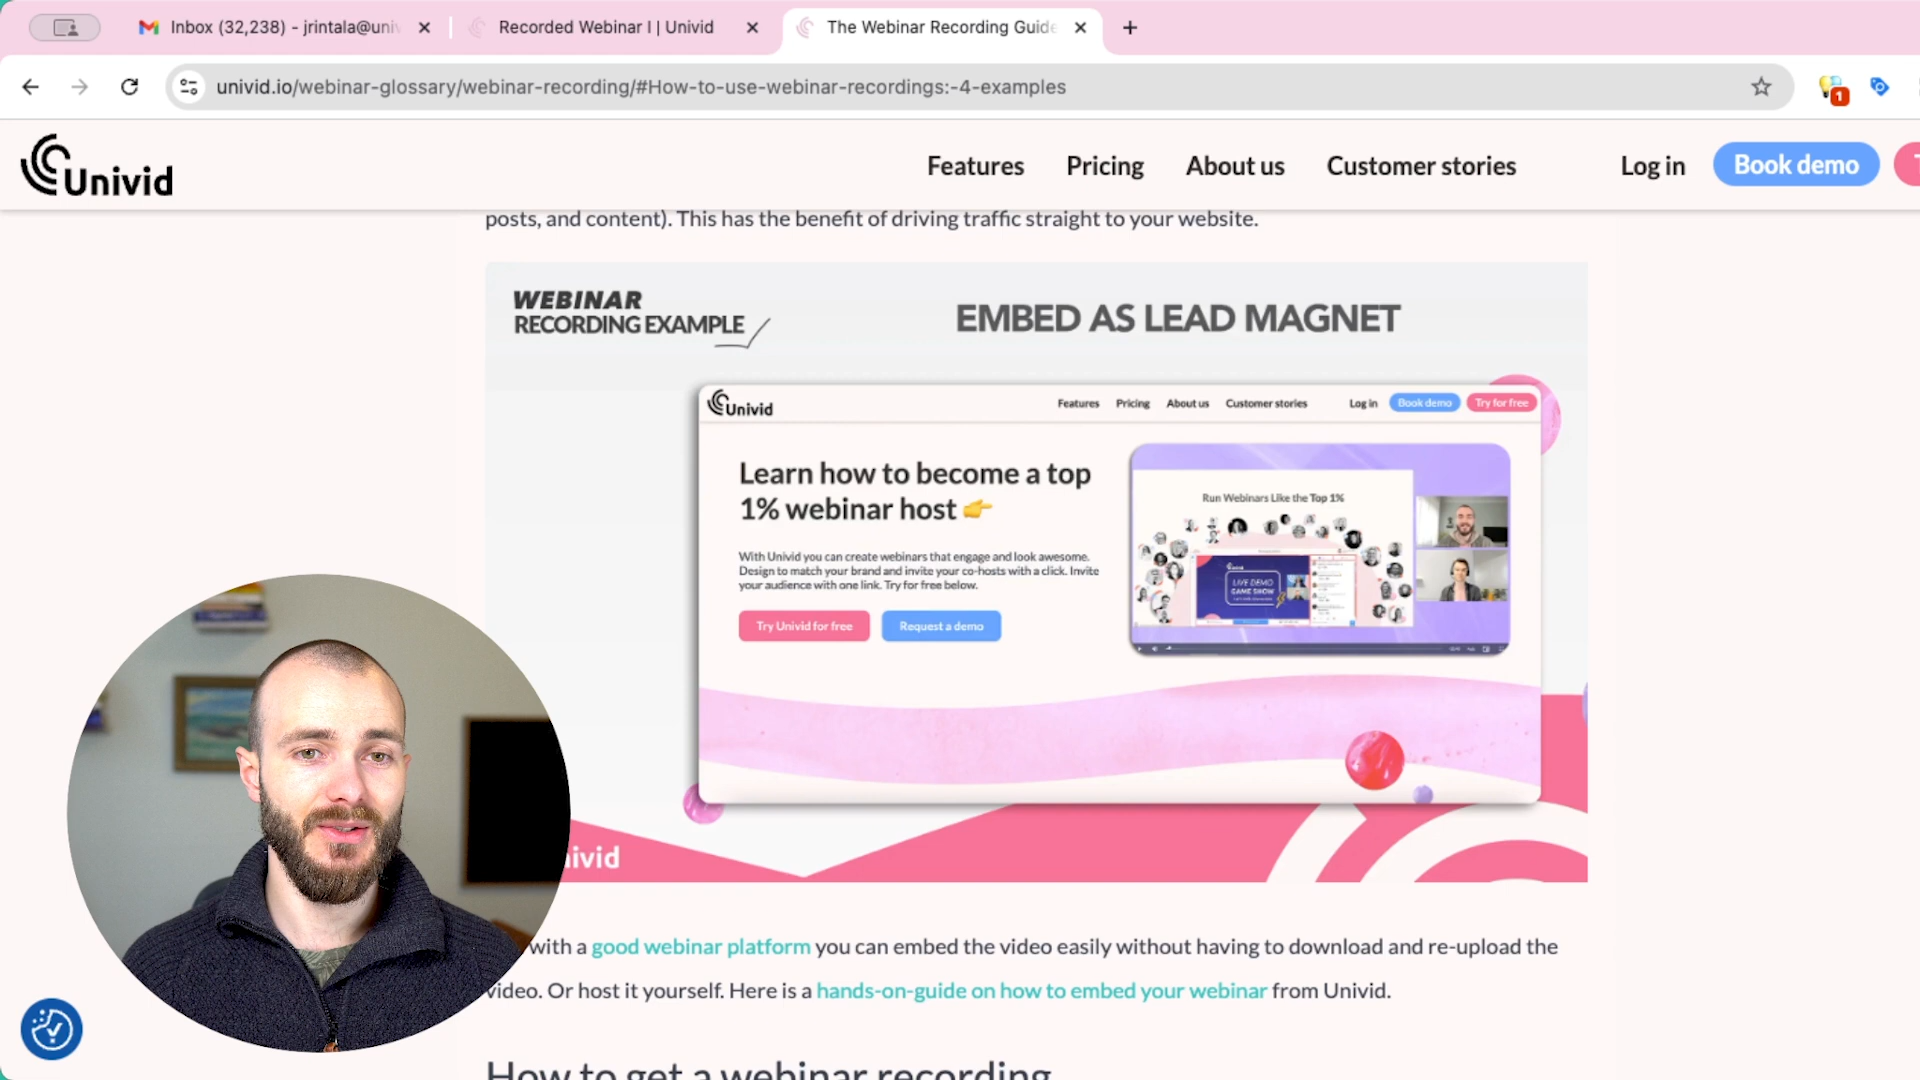 Inbox (32,238) - jrintala@univ
Recorded Webinar I | Univid
The Webinar Recording Guide
univid.io/webinar-glossary/webinar-recording/#How-to-use-webinar-recordings:-4-examples
1
Univid
Features
Pricing
About us
Customer stories
Log in
Book demo
posts, and content). This has the benefit of driving traffic straight to your website.
WEBINAR
RECORDING EXAMPLE
EMBED AS LEAD MAGNET
Univid
Features
Pricing
About us
Customer stories
Log in
Book demo
Try for free
Learn how to become a top
1% webinar host 👉
With Univid you can create webinars that engage and look awesome.
Design to match your brand and invite your co-hosts with a click. Invite
your audience with one link. Try for free below.
Try Univid for free
Request a demo
Run Webinars Like the Top 1%
LIVE DEMO
GAME SHOW
ivid
with a good webinar platform you can embed the video easily without having to download and re-upload the
video. Or host it yourself. Here is a hands-on-guide on how to embed your webinar from Univid.
How to get a webinar recording